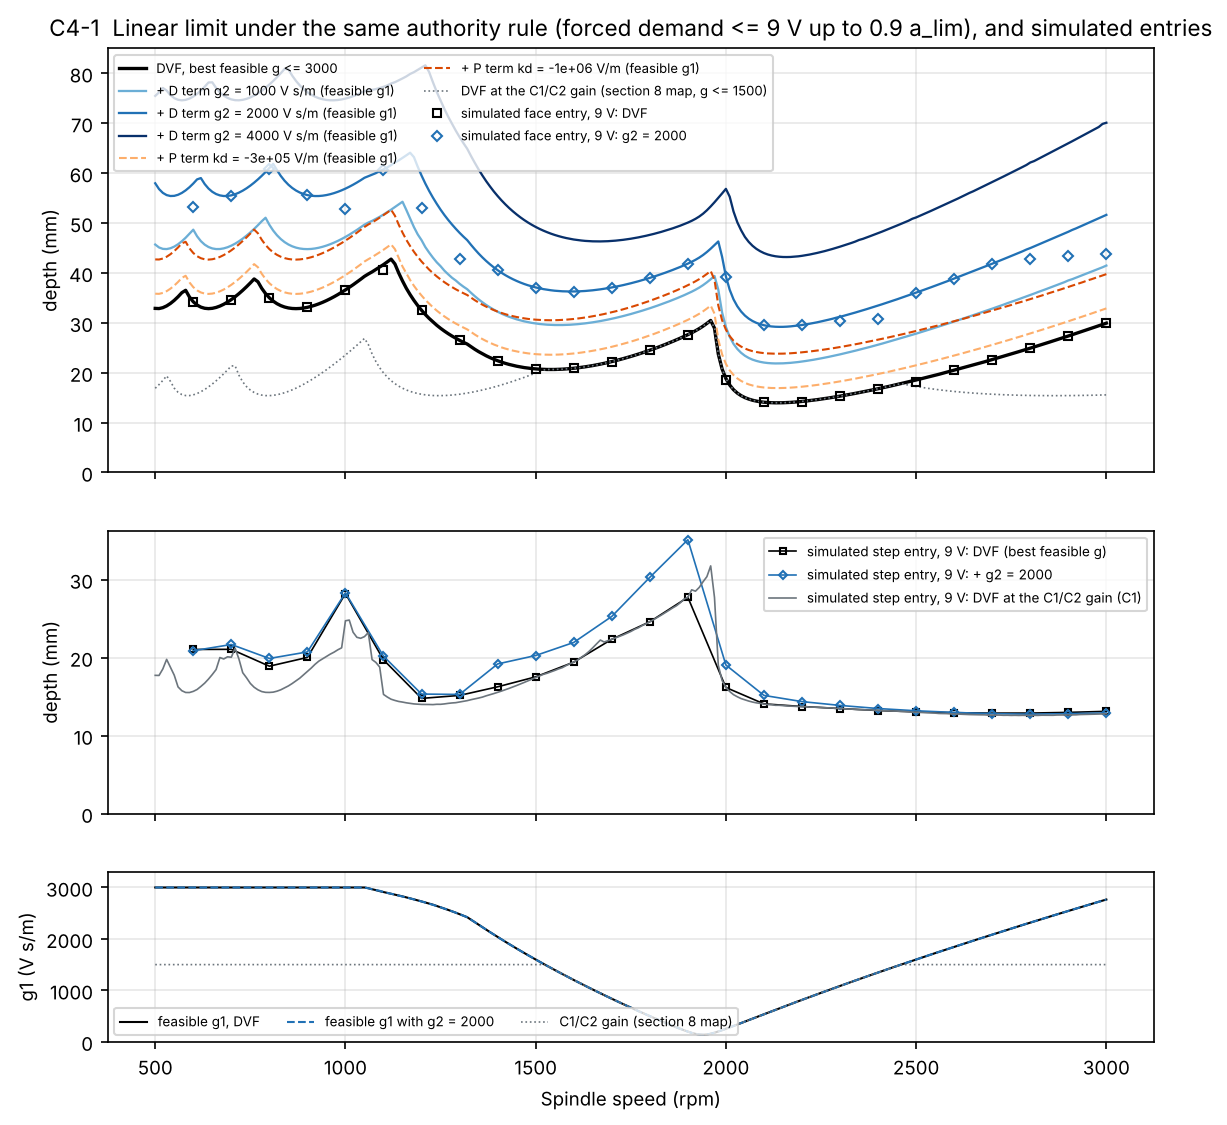 C4-1 Linear limit under the same authority rule (forced demand <= 9 V up to 0.9 a_lim), and simulated entries
DVF, best feasible g <= 3000
+ D term g2 = 1000 V s/m (feasible g1)
+ D term g2 = 2000 V s/m (feasible g1)
+ D term g2 = 4000 V s/m (feasible g1)
+ P term kd = -3e+05 V/m (feasible g1)
+ P term kd = -1e+06 V/m (feasible g1)
DVF at the C1/C2 gain (section 8 map, g <= 1500)
simulated face entry, 9 V: DVF
simulated face entry, 9 V: g2 = 2000
depth (mm)
80
70
60
50
40
30
20
10
0
simulated step entry, 9 V: DVF (best feasible g)
simulated step entry, 9 V: + g2 = 2000
simulated step entry, 9 V: DVF at the C1/C2 gain (C1)
depth (mm)
30
20
10
0
g1 (V s/m)
3000
2000
1000
0
feasible g1, DVF
feasible g1 with g2 = 2000
C1/C2 gain (section 8 map)
500 1000 1500 2000 2500 3000
Spindle speed (rpm)